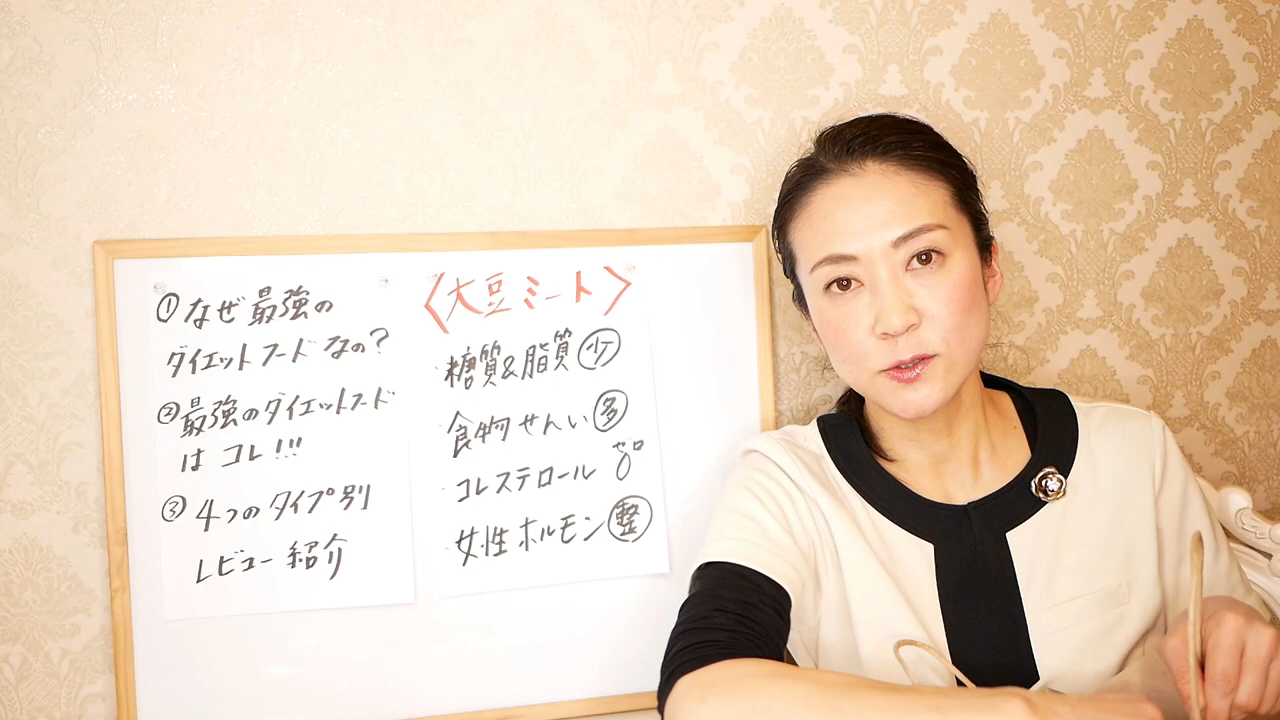 ① なぜ最強の
ダイエットフードなの?
② 最強のダイエットフード
は コレ!!!
③ 4つのタイプ別
レビュー紹介
〈大豆ミート〉
・糖質&脂質 少
・食物せんい 多
・コレステロール ゼロ
・女性ホルモン 整